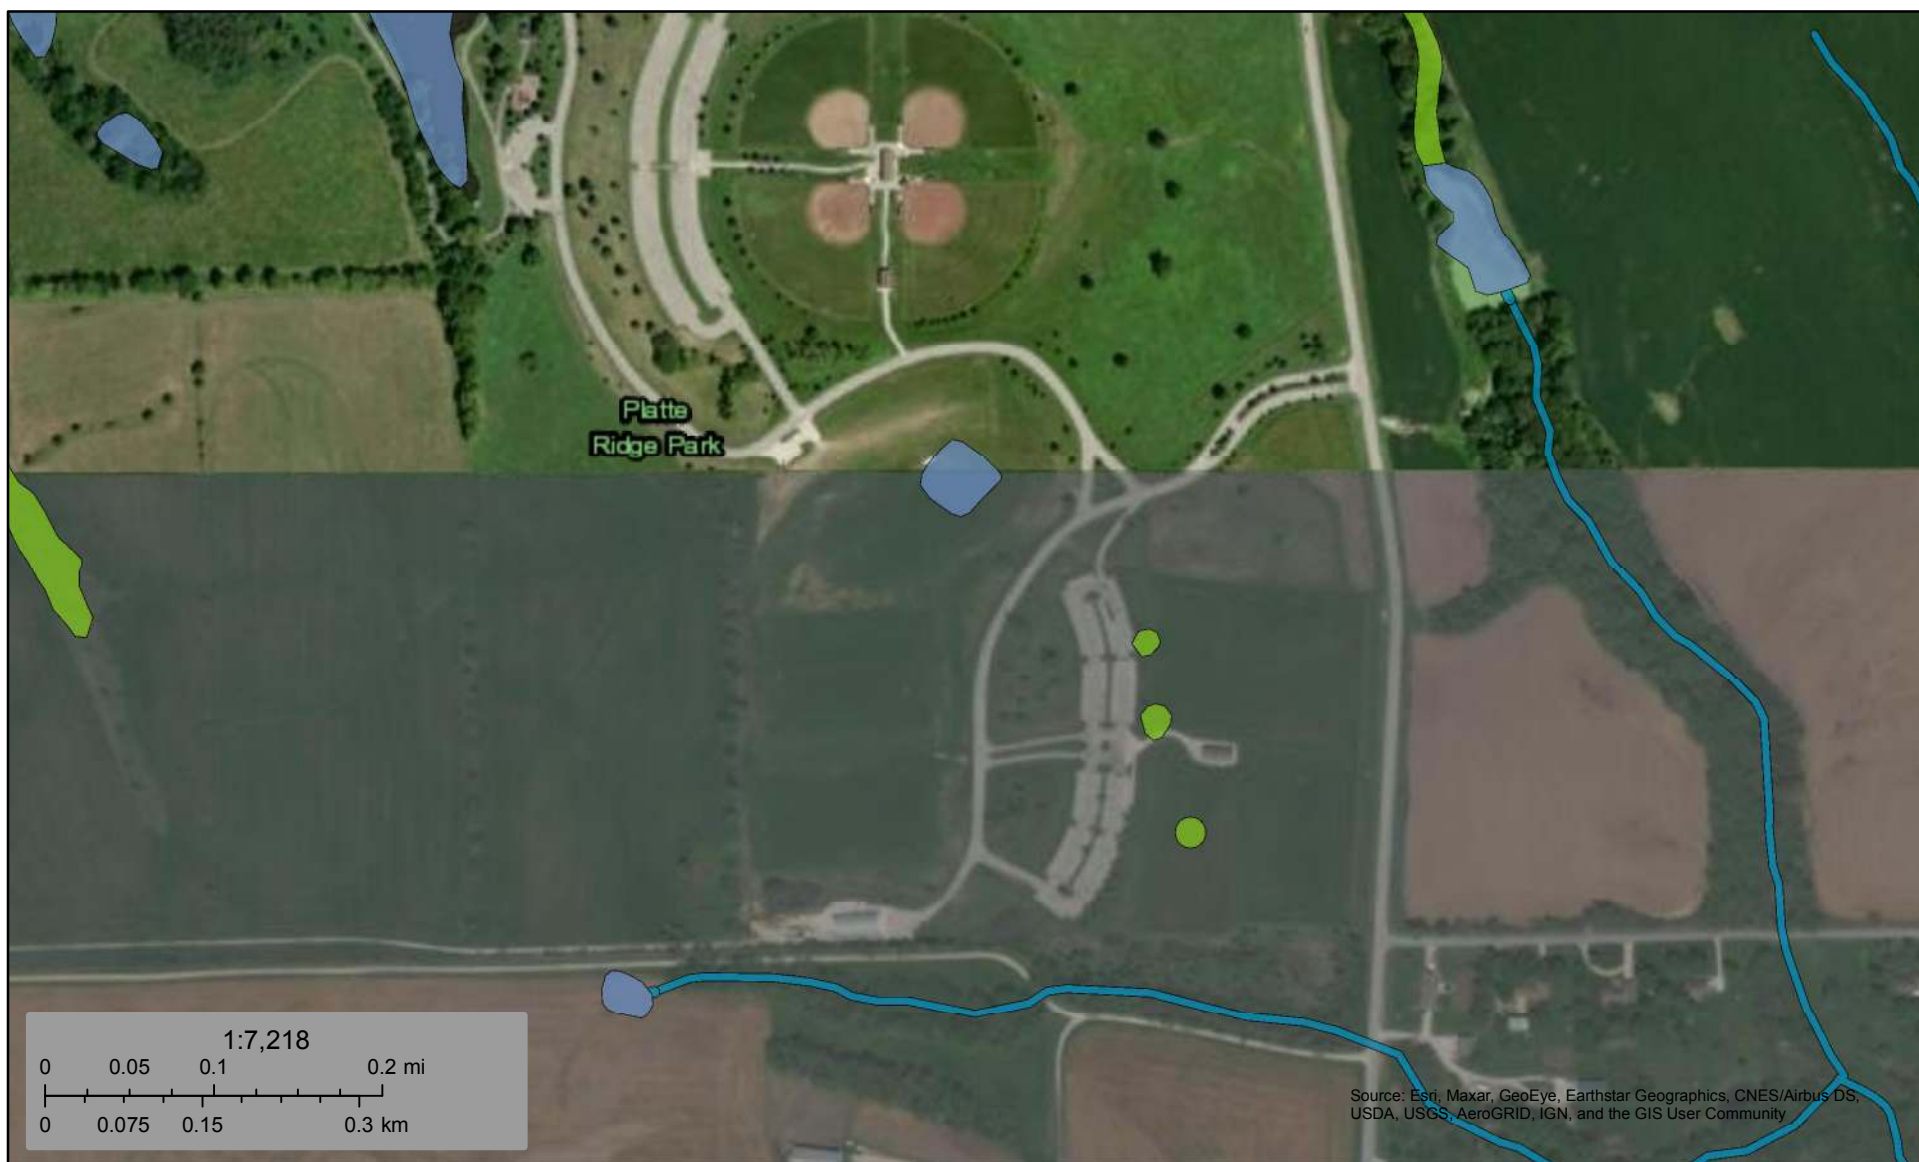 Platte
Ridge Park
1:7,218
0 0.05 0.1 0.2 mi
0 0.075 0.15 0.3 km
Source: Esri, Maxar, GeoEye, Earthstar Geographics, CNES/Airbus DS,
USDA, USGS, AeroGRID, IGN, and the GIS User Community